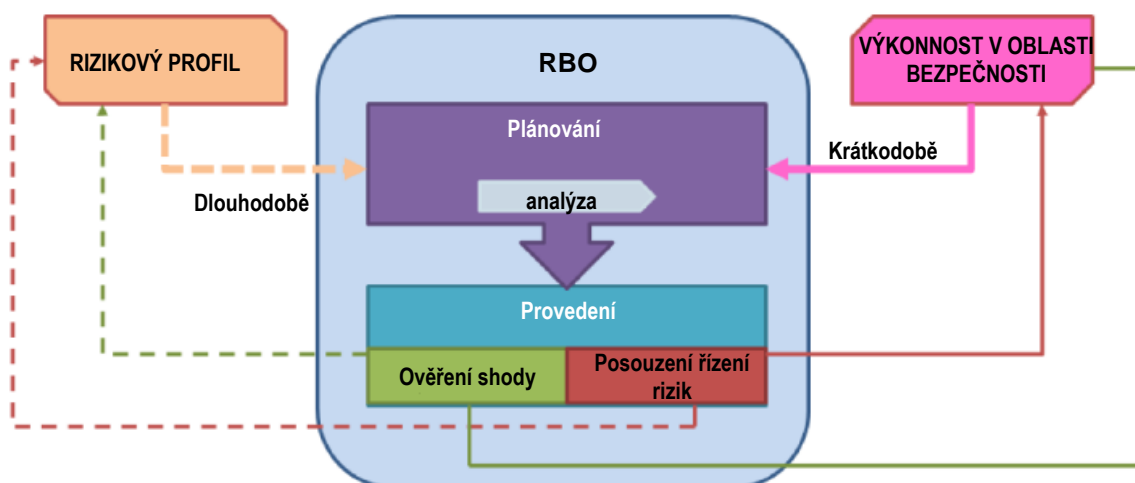 RIZIKOVÝ PROFIL
RBO
VÝKONNOST V OBLASTI
BEZPEČNOSTI
Plánování
Krátkodobě
Dlouhodobě
analýza
Provedení
Ověření shody
Posouzení řízení
rizik